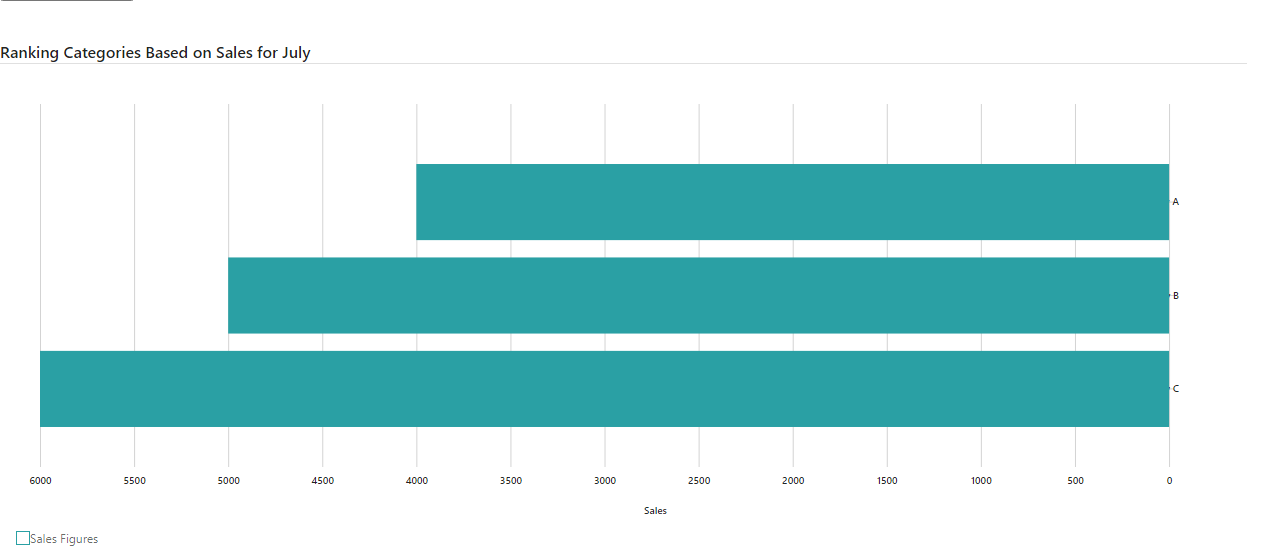 Ranking Categories Based on Sales for July
A
B
C
6000 5500 5000 4500 4000 3500 3000 2500 2000 1500 1000 500 0
Sales
Sales Figures